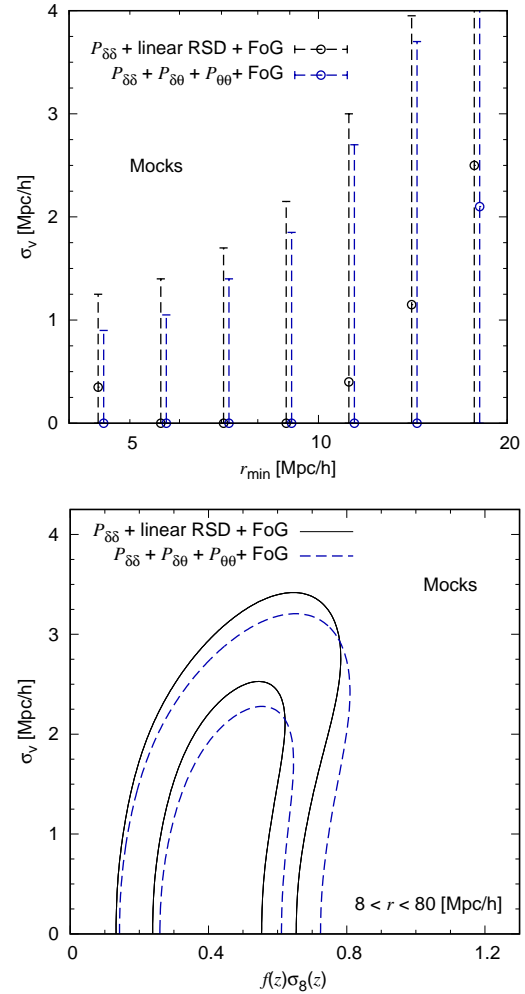 4
3
2
1
0
σv [Mpc/h]
Pδδ + linear RSD + FoG
Pδδ + Pδθ + Pθθ+ FoG
Mocks
5 10 20
rmin [Mpc/h]
4
3
2
1
0
σv [Mpc/h]
Pδδ + linear RSD + FoG
Pδδ + Pδθ + Pθθ+ FoG
Mocks
8 < r < 80 [Mpc/h]
0 0.4 0.8 1.2
f(z)σ8(z)